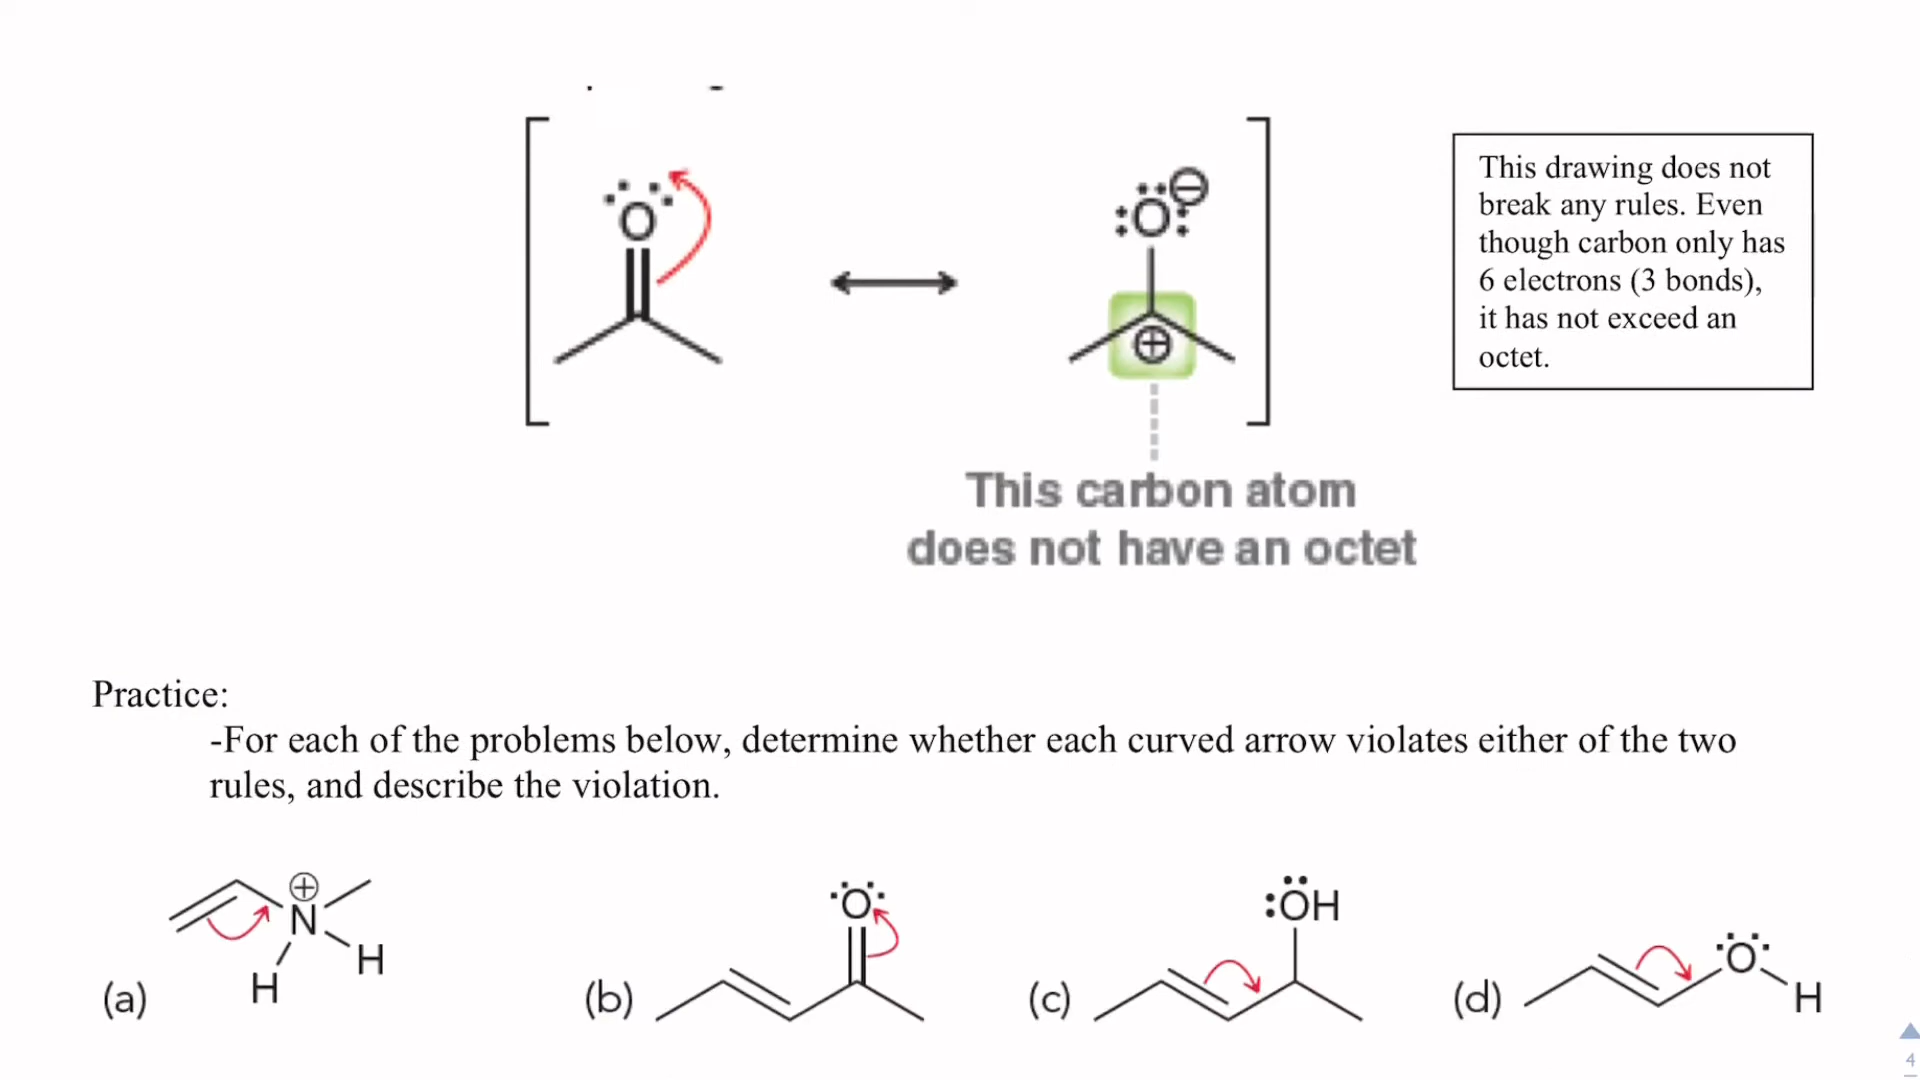 This drawing does not
break any rules. Even
though carbon only has
6 electrons (3 bonds),
it has not exceed an
octet.
O
O
⊖
⊕
This carbon atom
does not have an octet
Practice:
-For each of the problems below, determine whether each curved arrow violates either of the two
rules, and describe the violation.
(a)
⊕
N
H
H
(b)
O
(c)
:ÖH
(d)
O
H
4